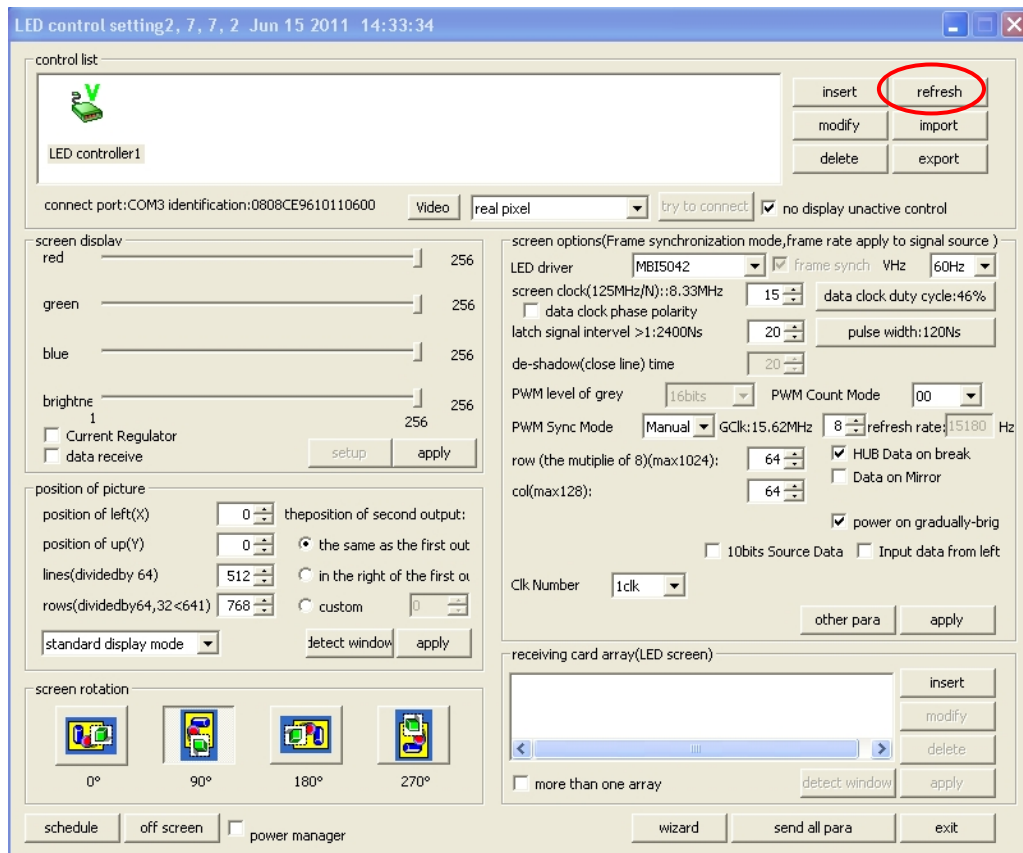 LED control setting2, 7, 7, 2 Jun 15 2011 14:33:34
control list
LED controller1
insert
refresh
modify
import
delete
export
connect port:COM3 identification:0808CE9610110600
Video
real pixel
try to connect
no display unactive control
screen display
red
256
green
256
blue
256
brightne
256
1
256
Current Regulator
data receive
setup
apply
screen options(Frame synchronization mode,frame rate apply to signal source )
LED driver
MBI5042
frame synch
VHz
60Hz
screen clock(125MHz/N)::8.33MHz
15
data clock duty cycle:46%
data clock phase polarity
latch signal intervel >1:2400Ns
20
pulse width:120Ns
de-shadow(close line) time
20
PWM level of grey
16bits
PWM Count Mode
00
PWM Sync Mode
Manual
GClk:15.62MHz
8
refresh rate:
15180
Hz
row (the mutiplie of 8)(max1024):
64
HUB Data on break
col(max128):
64
Data on Mirror
power on gradually-brig
10bits Source Data
Input data from left
Clk Number
1clk
other para
apply
position of picture
position of left(X)
0
theposition of second output:
position of up(Y)
0
the same as the first out
lines(dividedby 64)
512
in the right of the first ou
rows(dividedby64,32<641)
768
custom
0
standard display mode
detect window
apply
screen rotation
0°
90°
180°
270°
receiving card array(LED screen)
insert
modify
delete
more than one array
detect window
apply
schedule
off screen
power manager
wizard
send all para
exit